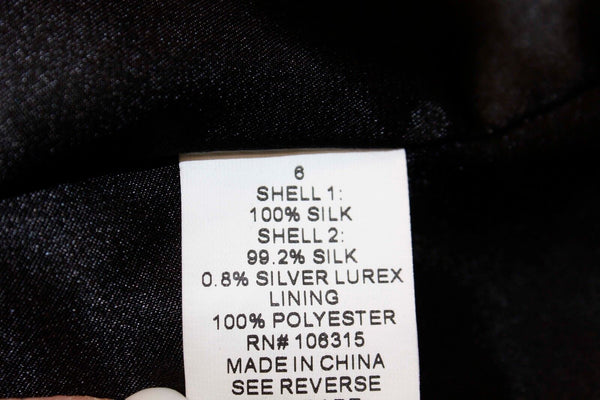 6
SHELL 1:
100% SILK
SHELL 2:
99.2% SILK
0.8% SILVER LUREX
LINING
100% POLYESTER
RN# 106315
MADE IN CHINA
SEE REVERSE